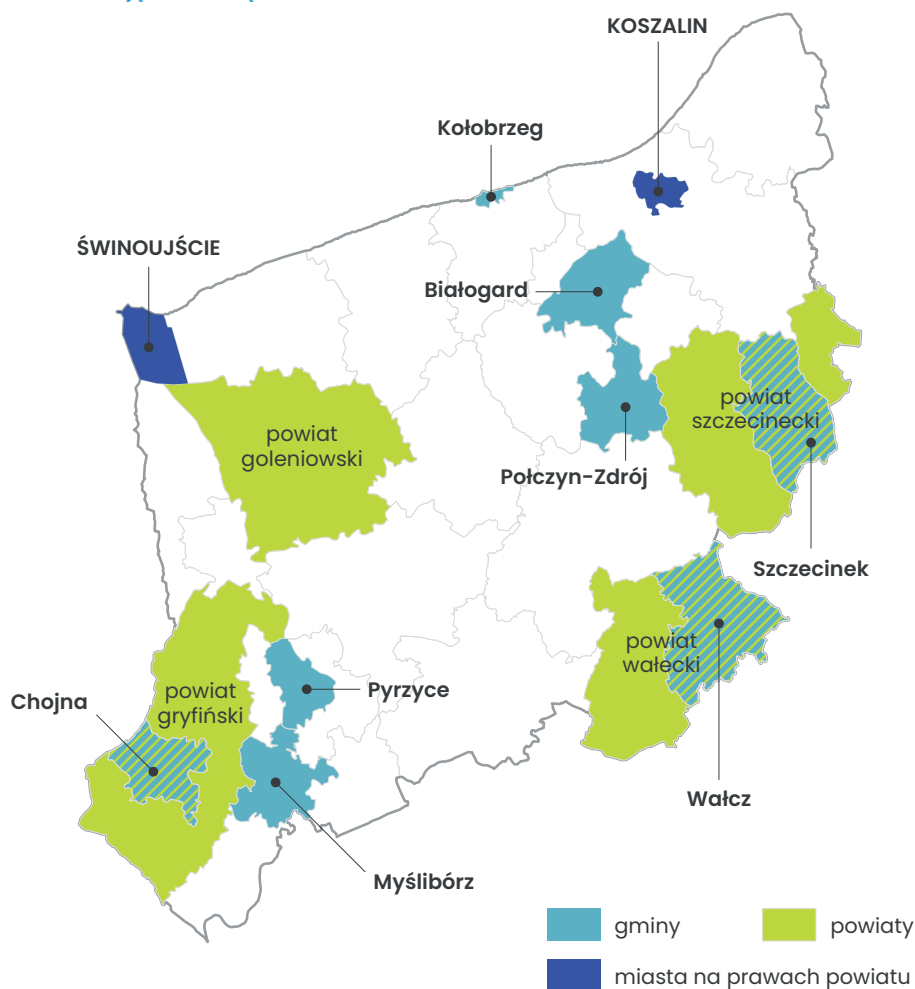 KOSZALIN
Kołobrzeg
ŚWINOUJŚCIE
Białogard
powiat
szczecinecki
powiat
goleniowski
Połczyn-Zdrój
Szczecinek
powiat
wałecki
Pyrzyce
powiat
gryfiński
Chojna
Wałcz
Myślibórz
gminy
powiaty
miasta na prawach powiatu